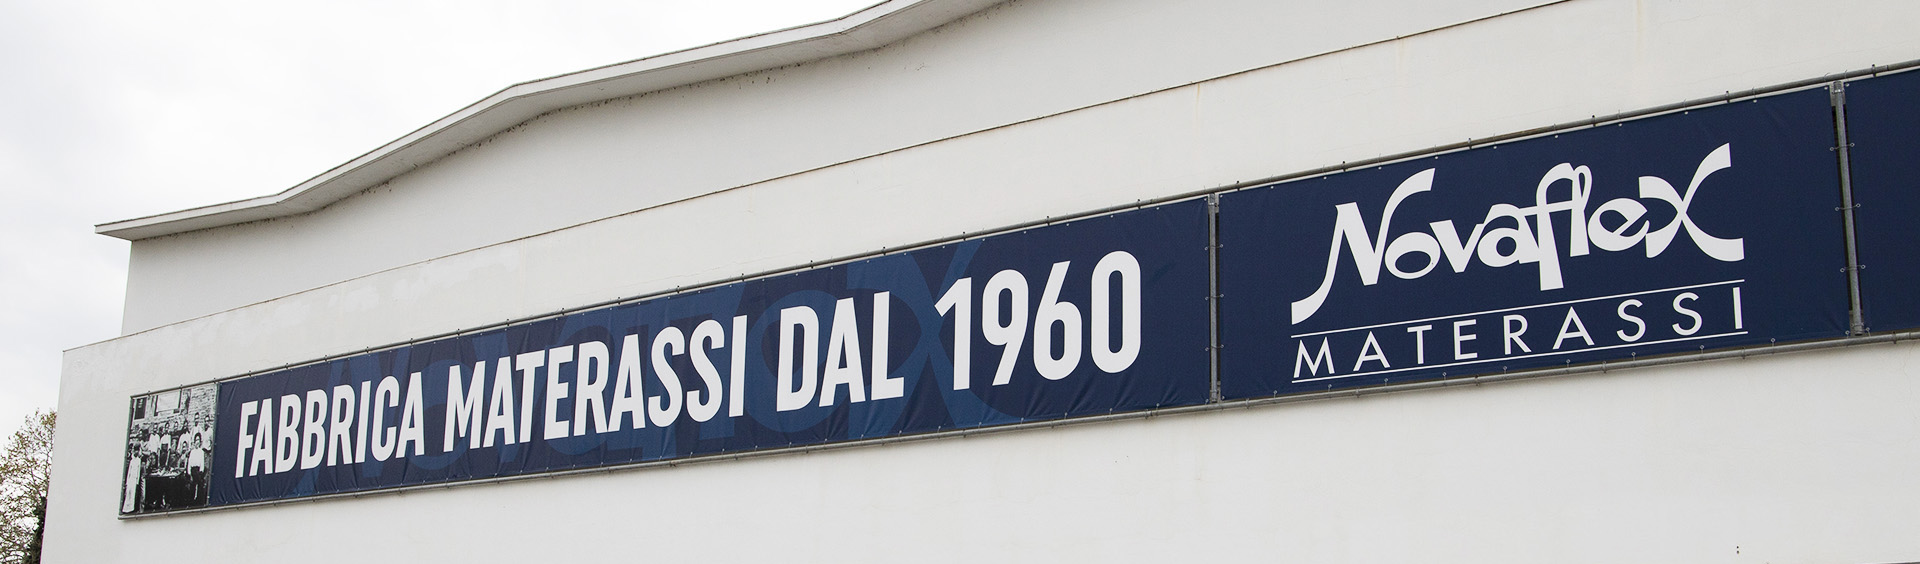 FABBRICA MATERASSI DAL 1960
Novaflex
MATERASSI